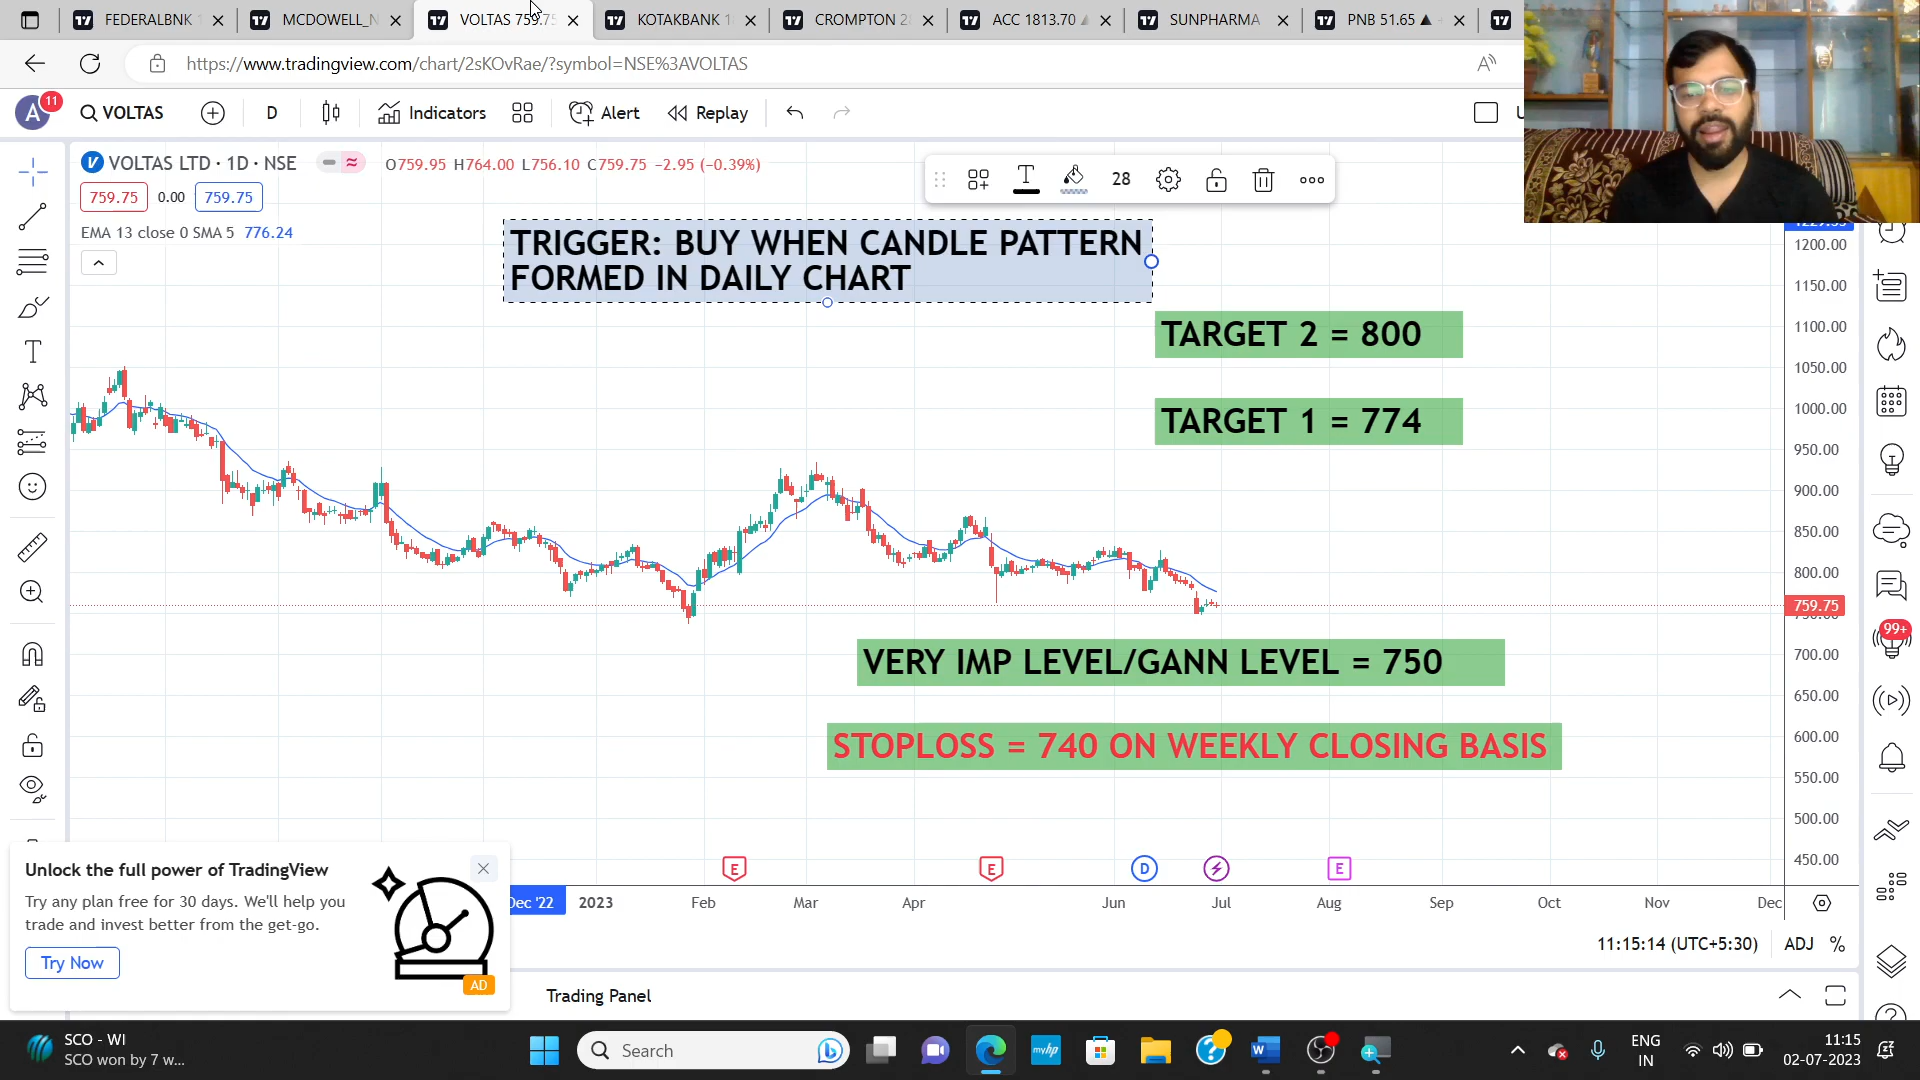 FEDERALBNK 1
MCDOWELL_N
VOLTAS 759.75
KOTAKBANK 1
CROMPTON 2
ACC 1813.70
SUNPHARMA
PNB 51.65 ▲
https://www.tradingview.com/chart/2sKOvRae/?symbol=NSE%3AVOLTAS
A 11
VOLTAS
D
Indicators
Alert
Replay
VOLTAS LTD · 1D · NSE
O759.95 H764.00 L756.10 C759.75 −2.95 (−0.39%)
28
759.75 0.00 759.75
EMA 13 close 0 SMA 5 776.24
TRIGGER: BUY WHEN CANDLE PATTERN
FORMED IN DAILY CHART
TARGET 2 = 800
TARGET 1 = 774
VERY IMP LEVEL/GANN LEVEL = 750
STOPLOSS = 740 ON WEEKLY CLOSING BASIS
1200.00
1150.00
1100.00
1050.00
1000.00
950.00
900.00
850.00
800.00
759.75
700.00
650.00
600.00
550.00
500.00
450.00
99+
E
E
D
E
Dec '22
2023
Feb
Mar
Apr
Jun
Jul
Aug
Sep
Oct
Nov
Dec
Unlock the full power of TradingView
Try any plan free for 30 days. We'll help you
trade and invest better from the get-go.
Try Now
AD
11:15:14 (UTC+5:30)
ADJ
%
Trading Panel
SCO - WI
SCO won by 7 w...
Search
myhp
W
ENG
IN
11:15
02-07-2023